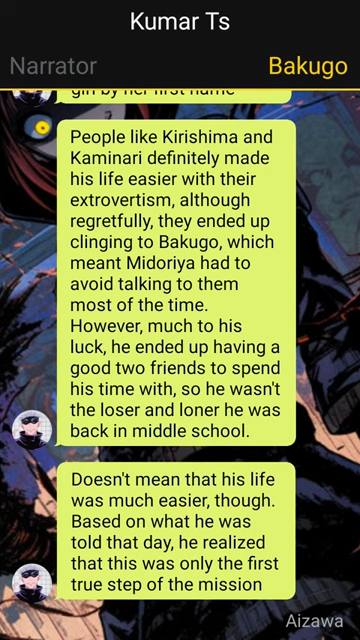 Kumar Ts
Narrator
Bakugo
girl by her first name
People like Kirishima and
Kaminari definitely made
his life easier with their
extrovertism, although
regretfully, they ended up
clinging to Bakugo, which
meant Midoriya had to
avoid talking to them
most of the time.
However, much to his
luck, he ended up having a
good two friends to spend
his time with, so he wasn't
the loser and loner he was
back in middle school.
Doesn't mean that his life
was much easier, though.
Based on what he was
told that day, he realized
that this was only the first
true step of the mission
Aizawa